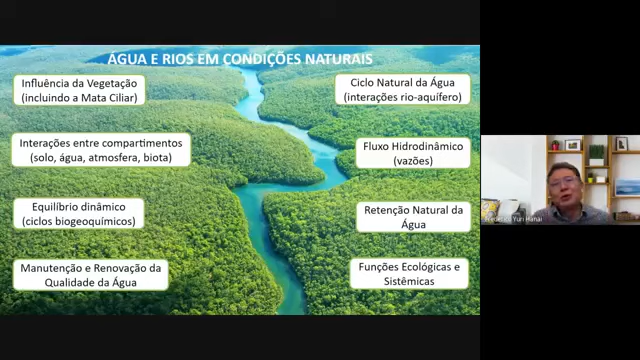 ÁGUA E RIOS EM CONDIÇÕES NATURAIS
Influência da Vegetação
(incluindo a Mata Ciliar)
Interações entre compartimentos
(solo, água, atmosfera, biota)
Equilíbrio dinâmico
(ciclos biogeoquímicos)
Manutenção e Renovação da
Qualidade da Água
Ciclo Natural da Água
(interações rio-aquífero)
Fluxo Hidrodinâmico
(vazões)
Retenção Natural da
Água
Funções Ecológicas e
Sistêmicas
Yuri Hanai